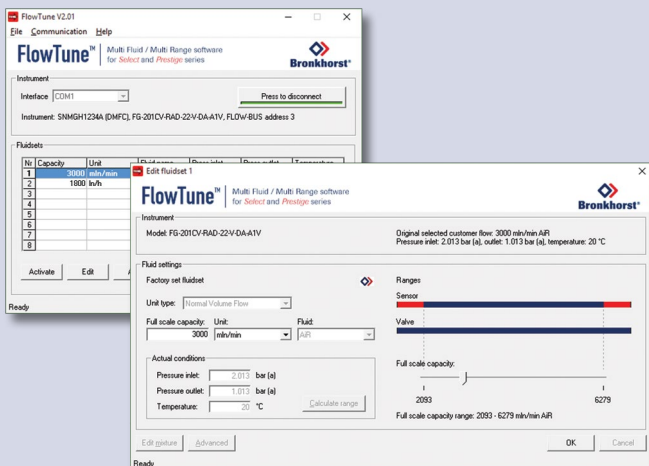 FlowTune V2.01
File Communication Help
FlowTune™ Multi Fluid / Multi Range software
for Select and Prestige series
Bronkhorst®
Instrument
Interface COM1 Press to disconnect
Instrument: SNMGH1234A (DMFC), FG-201CV-RAD-22-V-DA-A1V, FLOW-BUS address 3
Fluidsets
Nr Capacity Unit Fluid name Press inlet Press outlet Temperature
1 3000 mln/min
2 1800 ln/h
3
4
5
6
7
8
Activate Edit
Ready
Edit fluidset 1
FlowTune™ Multi Fluid / Multi Range software
for Select and Prestige series
Bronkhorst®
Instrument
Model: FG-201CV-RAD-22-V-DA-A1V Original selected customer flow: 3000 mln/min AiR
Pressure inlet: 2.013 bar (a), outlet: 1.013 bar (a), temperature: 20 °C
Fluid settings
Factory set fluidset Ranges
Sensor
Unit type: Normal Volume Flow
Full scale capacity: Unit: Fluid: Valve
3000 mln/min AiR
Actual conditions
Pressure inlet: 2.013 bar (a) Full scale capacity:
Pressure outlet: 1.013 bar (a)
Temperature: 20 °C Calculate range 2093 6279
Full scale capacity range: 2093 - 6279 mln/min AiR
Edit mixture Advanced OK Cancel
Ready